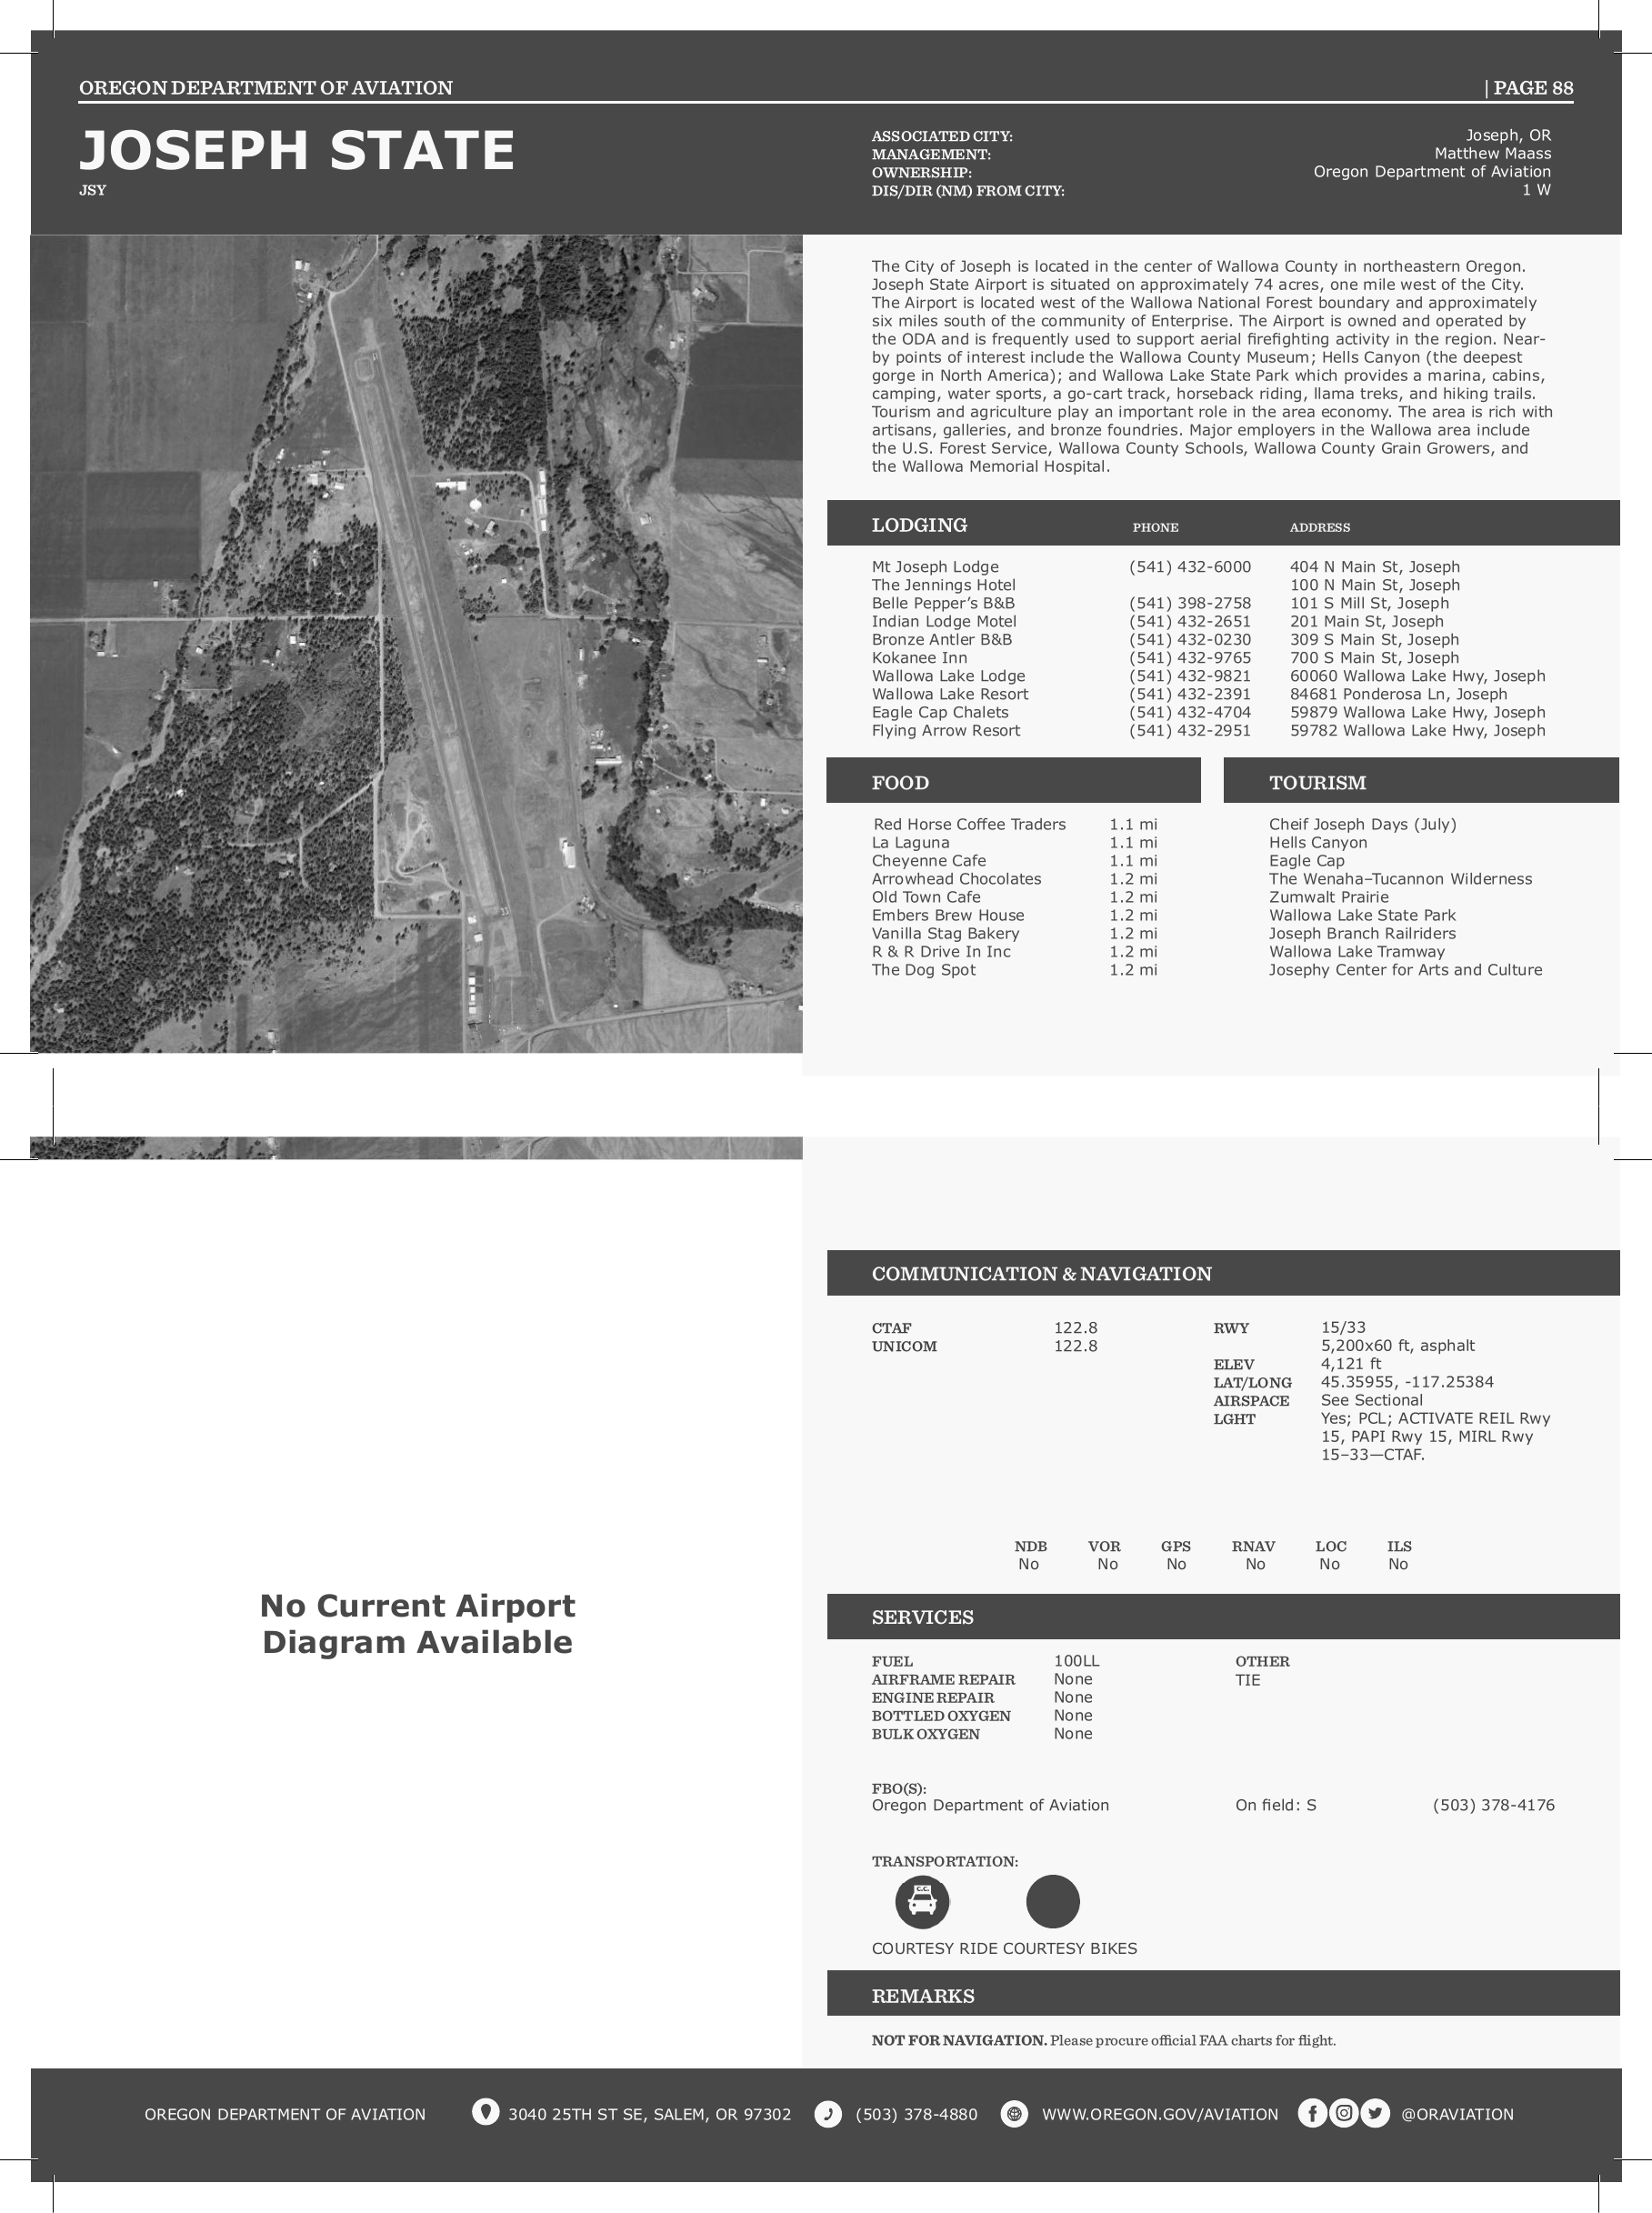 OREGON DEPARTMENT OF AVIATION
| PAGE 88
JOSEPH STATE
JSY
ASSOCIATED CITY: Joseph, OR
MANAGEMENT: Matthew Maass
OWNERSHIP: Oregon Department of Aviation
DIS/DIR (NM) FROM CITY: 1 W
The City of Joseph is located in the center of Wallowa County in northeastern Oregon.
Joseph State Airport is situated on approximately 74 acres, one mile west of the City.
The Airport is located west of the Wallowa National Forest boundary and approximately
six miles south of the community of Enterprise. The Airport is owned and operated by
the ODA and is frequently used to support aerial firefighting activity in the region. Near-
by points of interest include the Wallowa County Museum; Hells Canyon (the deepest
gorge in North America); and Wallowa Lake State Park which provides a marina, cabins,
camping, water sports, a go-cart track, horseback riding, llama treks, and hiking trails.
Tourism and agriculture play an important role in the area economy. The area is rich with
artisans, galleries, and bronze foundries. Major employers in the Wallowa area include
the U.S. Forest Service, Wallowa County Schools, Wallowa County Grain Growers, and
the Wallowa Memorial Hospital.
LODGING PHONE ADDRESS
Mt Joseph Lodge (541) 432-6000 404 N Main St, Joseph
The Jennings Hotel 100 N Main St, Joseph
Belle Pepper’s B&B (541) 398-2758 101 S Mill St, Joseph
Indian Lodge Motel (541) 432-2651 201 Main St, Joseph
Bronze Antler B&B (541) 432-0230 309 S Main St, Joseph
Kokanee Inn (541) 432-9765 700 S Main St, Joseph
Wallowa Lake Lodge (541) 432-9821 60060 Wallowa Lake Hwy, Joseph
Wallowa Lake Resort (541) 432-2391 84681 Ponderosa Ln, Joseph
Eagle Cap Chalets (541) 432-4704 59879 Wallowa Lake Hwy, Joseph
Flying Arrow Resort (541) 432-2951 59782 Wallowa Lake Hwy, Joseph
FOOD
Red Horse Coffee Traders 1.1 mi
La Laguna 1.1 mi
Cheyenne Cafe 1.1 mi
Arrowhead Chocolates 1.2 mi
Old Town Cafe 1.2 mi
Embers Brew House 1.2 mi
Vanilla Stag Bakery 1.2 mi
R & R Drive In Inc 1.2 mi
The Dog Spot 1.2 mi
TOURISM
Cheif Joseph Days (July)
Hells Canyon
Eagle Cap
The Wenaha–Tucannon Wilderness
Zumwalt Prairie
Wallowa Lake State Park
Joseph Branch Railriders
Wallowa Lake Tramway
Josephy Center for Arts and Culture
No Current Airport
Diagram Available
COMMUNICATION & NAVIGATION
CTAF 122.8
UNICOM 122.8
RWY 15/33
5,200x60 ft, asphalt
ELEV 4,121 ft
LAT/LONG 45.35955, -117.25384
AIRSPACE See Sectional
LGHT Yes; PCL; ACTIVATE REIL Rwy
15, PAPI Rwy 15, MIRL Rwy
15–33—CTAF.
NDB VOR GPS RNAV LOC ILS
No No No No No No
SERVICES
FUEL 100LL
AIRFRAME REPAIR None
ENGINE REPAIR None
BOTTLED OXYGEN None
BULK OXYGEN None
OTHER
TIE
FBO(S):
Oregon Department of Aviation On field: S (503) 378-4176
TRANSPORTATION:
C.C.
COURTESY RIDE COURTESY BIKES
REMARKS
NOT FOR NAVIGATION. Please procure official FAA charts for flight.
OREGON DEPARTMENT OF AVIATION 3040 25TH ST SE, SALEM, OR 97302 (503) 378-4880 WWW.OREGON.GOV/AVIATION @ORAVIATION